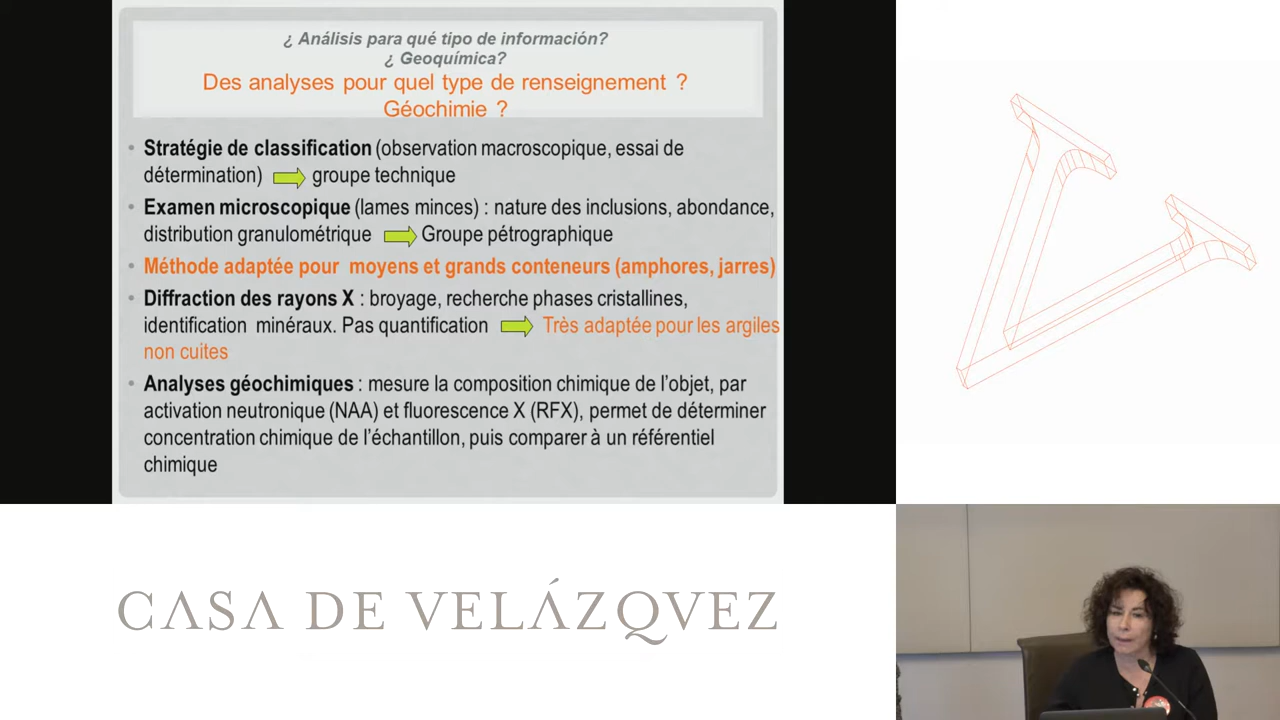 ¿ Análisis para qué tipo de información?
¿ Geoquímica?
Des analyses pour quel type de renseignement ?
Géochimie ?
• Stratégie de classification (observation macroscopique, essai de
détermination) groupe technique
• Examen microscopique (lames minces) : nature des inclusions, abondance,
distribution granulométrique Groupe pétrographique
• Méthode adaptée pour moyens et grands conteneurs (amphores, jarres)
• Diffraction des rayons X : broyage, recherche phases cristallines,
identification minéraux. Pas quantification Très adaptée pour les argiles
non cuites
• Analyses géochimiques : mesure la composition chimique de l'objet, par
activation neutronique (NAA) et fluorescence X (RFX), permet de déterminer
concentration chimique de l'échantillon, puis comparer à un référentiel
chimique
CASA DE VELÁZQVEZ